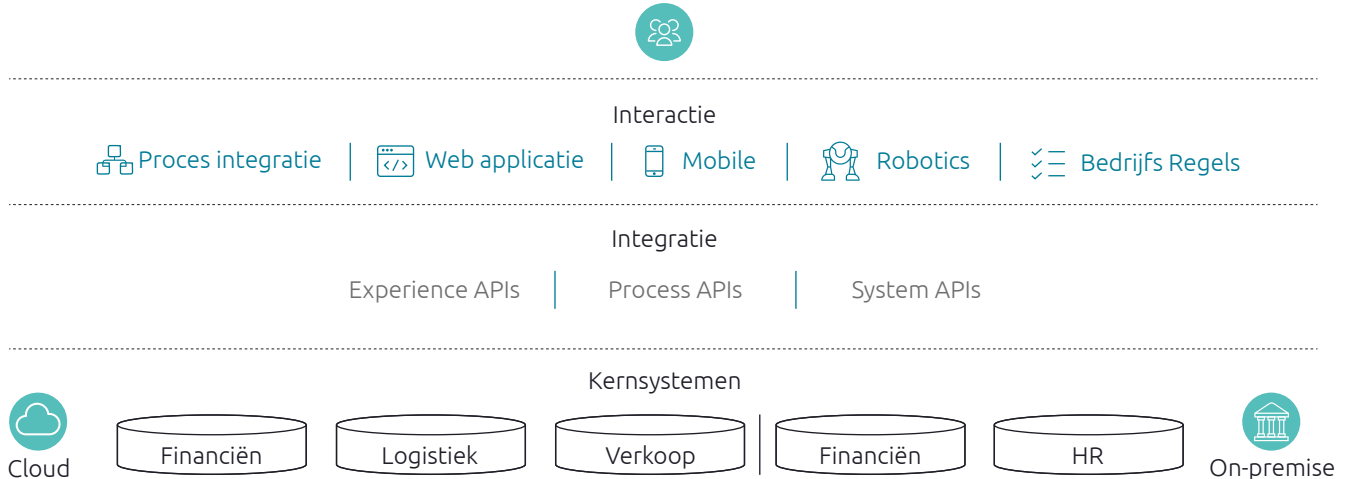 Interactie
Proces integratie
Web applicatie
Mobile
Robotics
Bedrijfs Regels
Integratie
Experience APIs
Process APIs
System APIs
Kernsystemen
Cloud
Financiën
Logistiek
Verkoop
Financiën
HR
On-premise